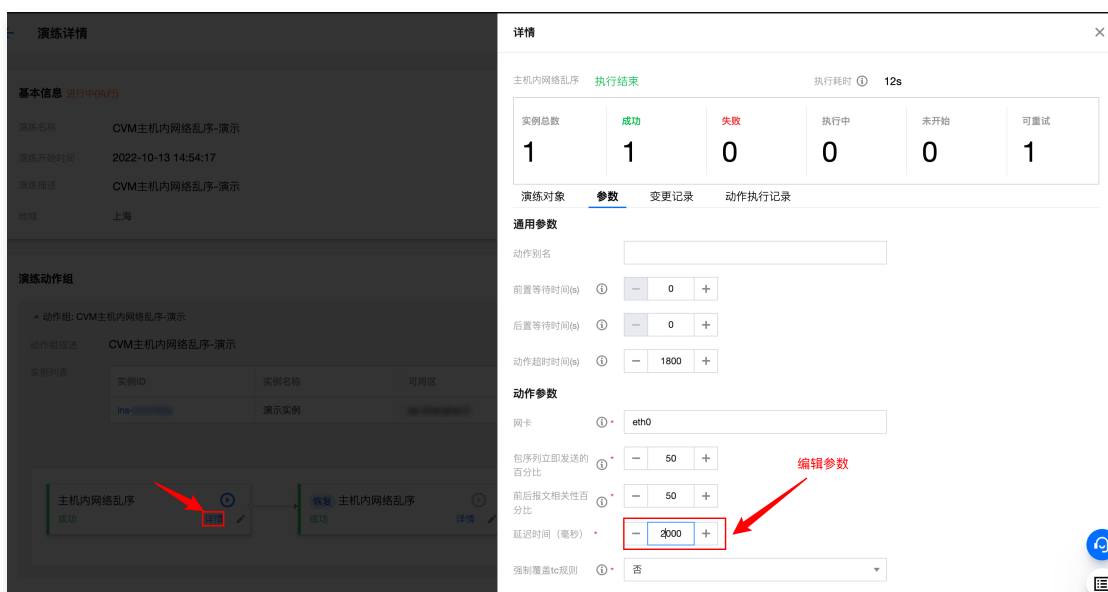 演练详情
基本信息 进行中(执行)
演练名称 CVM主机内网络乱序-演示
演练开始时间 2022-10-13 14:54:17
演练描述 CVM主机内网络乱序-演示
地域 上海
演练动作组
动作组: CVM主机内网络乱序-演示
动作组描述 CVM主机内网络乱序-演示
实例列表
实例ID 实例名称 可用区
ins- 演示实例
主机内网络乱序
成功 详情
恢复 主机内网络乱序
成功 详情
详情
主机内网络乱序 执行结束 执行耗时 12s
实例总数 成功 失败 执行中 未开始 可重试
1 1 0 0 0 1
演练对象 参数 变更记录 动作执行记录
通用参数
动作别名
前置等待时间(s) 0
后置等待时间(s) 0
动作超时时间(s) 1800
动作参数
网卡 * eth0
包序列立即发送的
百分比 * 50
编辑参数
前后报文相关性百
分比 * 50
延迟时间（毫秒） * 2000
强制覆盖tc规则 * 否